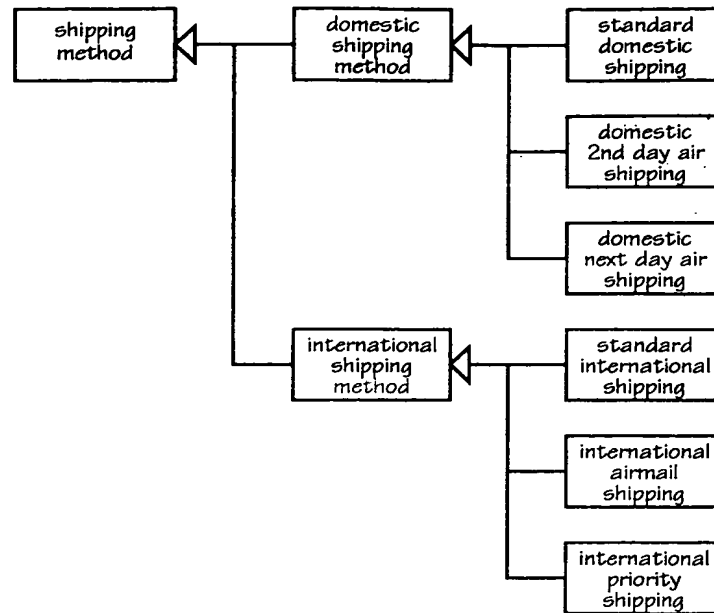 shipping
method
domestic
shipping
method
standard
domestic
shipping
domestic
2nd day air
shipping
domestic
next day air
shipping
international
shipping
method
standard
international
shipping
international
airmail
shipping
international
priority
shipping